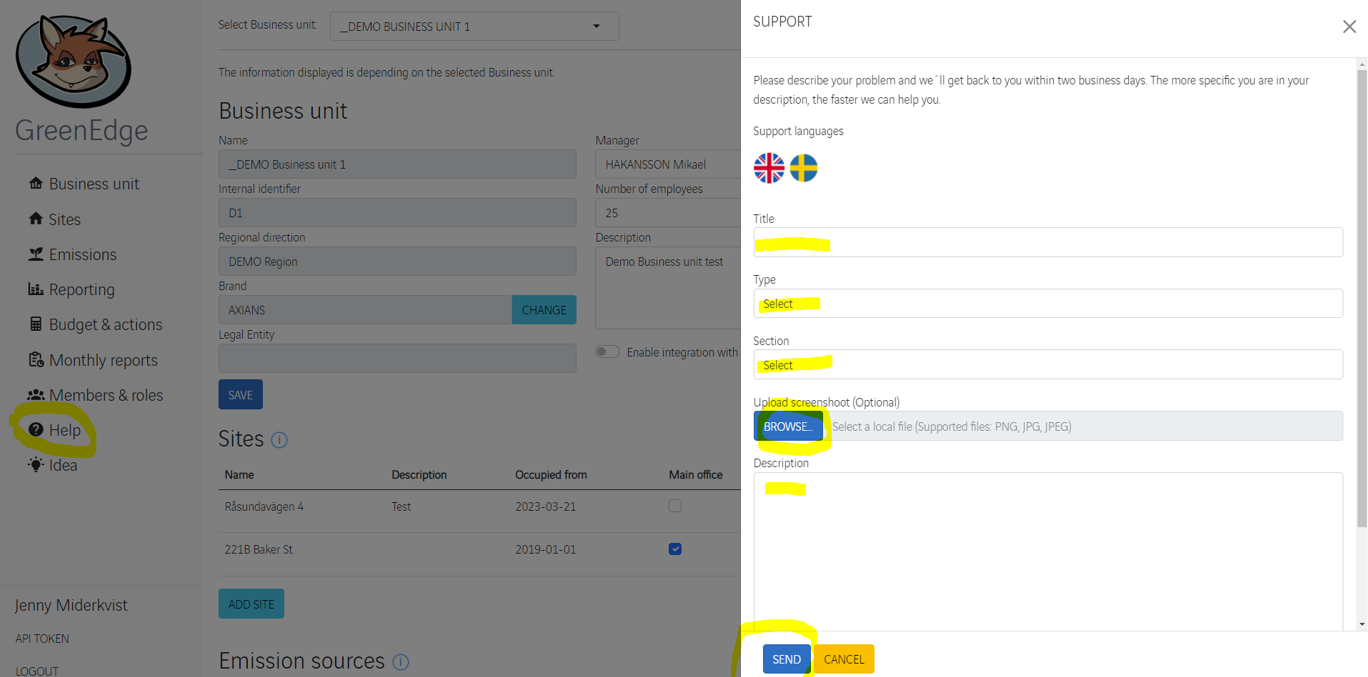 GreenEdge
Business unit
Sites
Emissions
Reporting
Budget & actions
Monthly reports
Members & roles
Help
Idea
Jenny Miderkvist
API TOKEN
LOGOUT
Select Business unit:
__DEMO BUSINESS UNIT 1
The information displayed is depending on the selected Business unit.
Business unit
Name
__DEMO Business unit 1
Internal identifier
D1
Regional direction
DEMO Region
Brand
AXIANS
CHANGE
Legal Entity
SAVE
Manager
HAKANSSON Mikael
Number of employees
25
Description
Demo Business unit test
Enable integration with
Sites
Name Description Occupied from Main office
Råsundavägen 4 Test 2023-03-21
221B Baker St. 2019-01-01
ADD SITE
Emission sources
SUPPORT
Please describe your problem and we´ll get back to you within two business days. The more specific you are in your
description, the faster we can help you.
Support languages
Title
Type
Select
Section
Select
Upload screenshoot (Optional)
BROWSE... Select a local file (Supported files: PNG, JPG, JPEG)
Description
SEND CANCEL